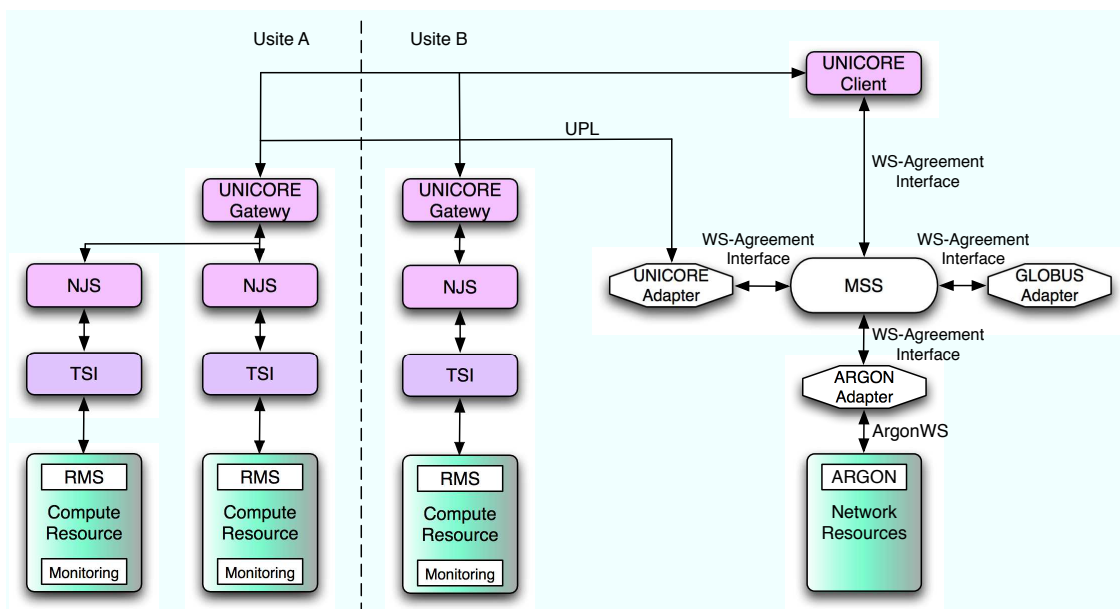 Usite A
Usite B
UNICORE
Client
UPL
WS-Agreement
Interface
UNICORE
Gatewy
UNICORE
Gatewy
WS-Agreement
Interface
WS-Agreement
Interface
NJS
NJS
NJS
UNICORE
Adapter
MSS
GLOBUS
Adapter
WS-Agreement
Interface
TSI
TSI
TSI
ARGON
Adapter
ArgonWS
RMS
RMS
RMS
ARGON
Compute
Resource
Compute
Resource
Compute
Resource
Network
Resources
Monitoring
Monitoring
Monitoring